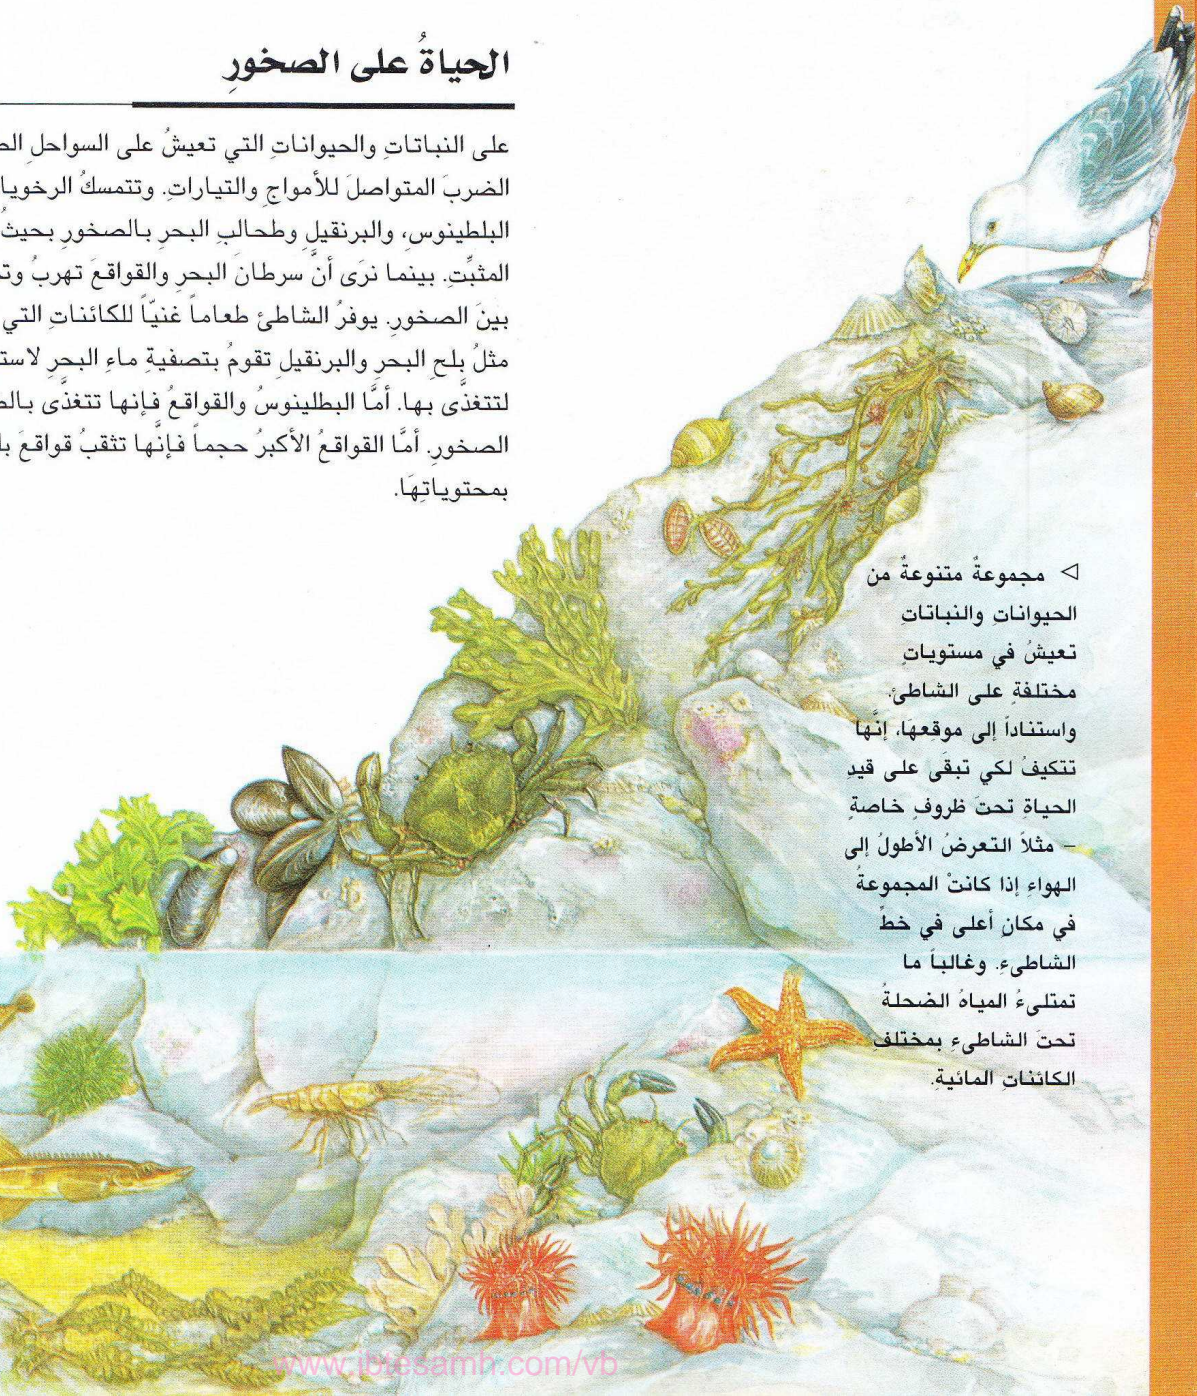 الحياةُ على الصخورِ
على النباتاتِ والحيواناتِ التي تعيشُ على السواحلِ
الضربَ المتواصلَ للأمواجِ والتياراتِ. وتتمسكُ
البلطينوسِ، والبرنقيلِ وطحالبِ البحرِ بالصخورِ بحيثُ
المثبِّتِ. بينما نرَى أنَّ سرطانَ البحرِ والقواقعَ تهربُ
بينَ الصخورِ. يوفرُ الشاطئ طعاماً غنيّاً للكائناتِ التي
مثلُ بلحِ البحرِ والبرنقيلِ تقومُ بتصفيةِ ماءِ البحرِ
لتتغذَّى بها. أمَّا البطلينوسُ والقواقعُ فإنها تتغذَّى
الصخورِ. أمَّا القواقعُ الأكبرُ حجماً فإنَّها تثقبُ قواقعَ
بمحتوياتِهَا.
◁ مجموعةٌ متنوعةٌ من
الحيواناتِ والنباتاتِ
تعيشُ في مستوياتٍ
مختلفةٍ على الشاطئِ.
واستناداً إلى موقعِهَا، إنَّها
تتكيفُ لكي تبقَى على قيدِ
الحياةِ تحتَ ظروفٍ خاصةٍ
– مثلاً التعرضُ الأطولُ إلى
الهواءِ إذا كانتْ المجموعةُ
في مكانٍ أعلى في خطِّ
الشاطىءِ. وغالباً ما
تمتلىءُ المياهُ الضحلةُ
تحتَ الشاطىءِ بمختلفِ
الكائناتِ المائيةِ.
www.ibtesamh.com/vb